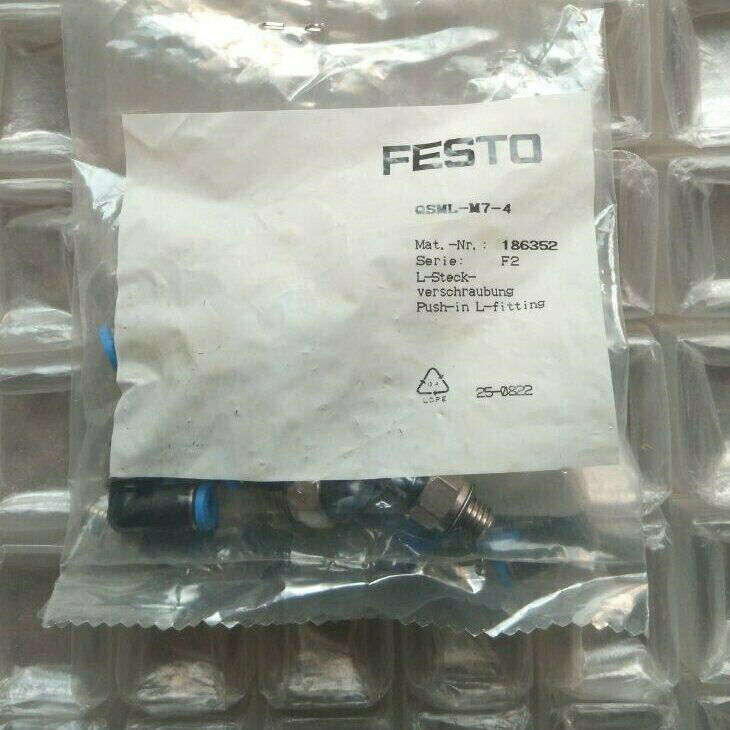 FESTO
QSML-M7-4
Mat.-Nr.: 186352
Serie: F2
L-Steck-
verschraubung
Push-in L-fitting
04
LDPE
25-0822